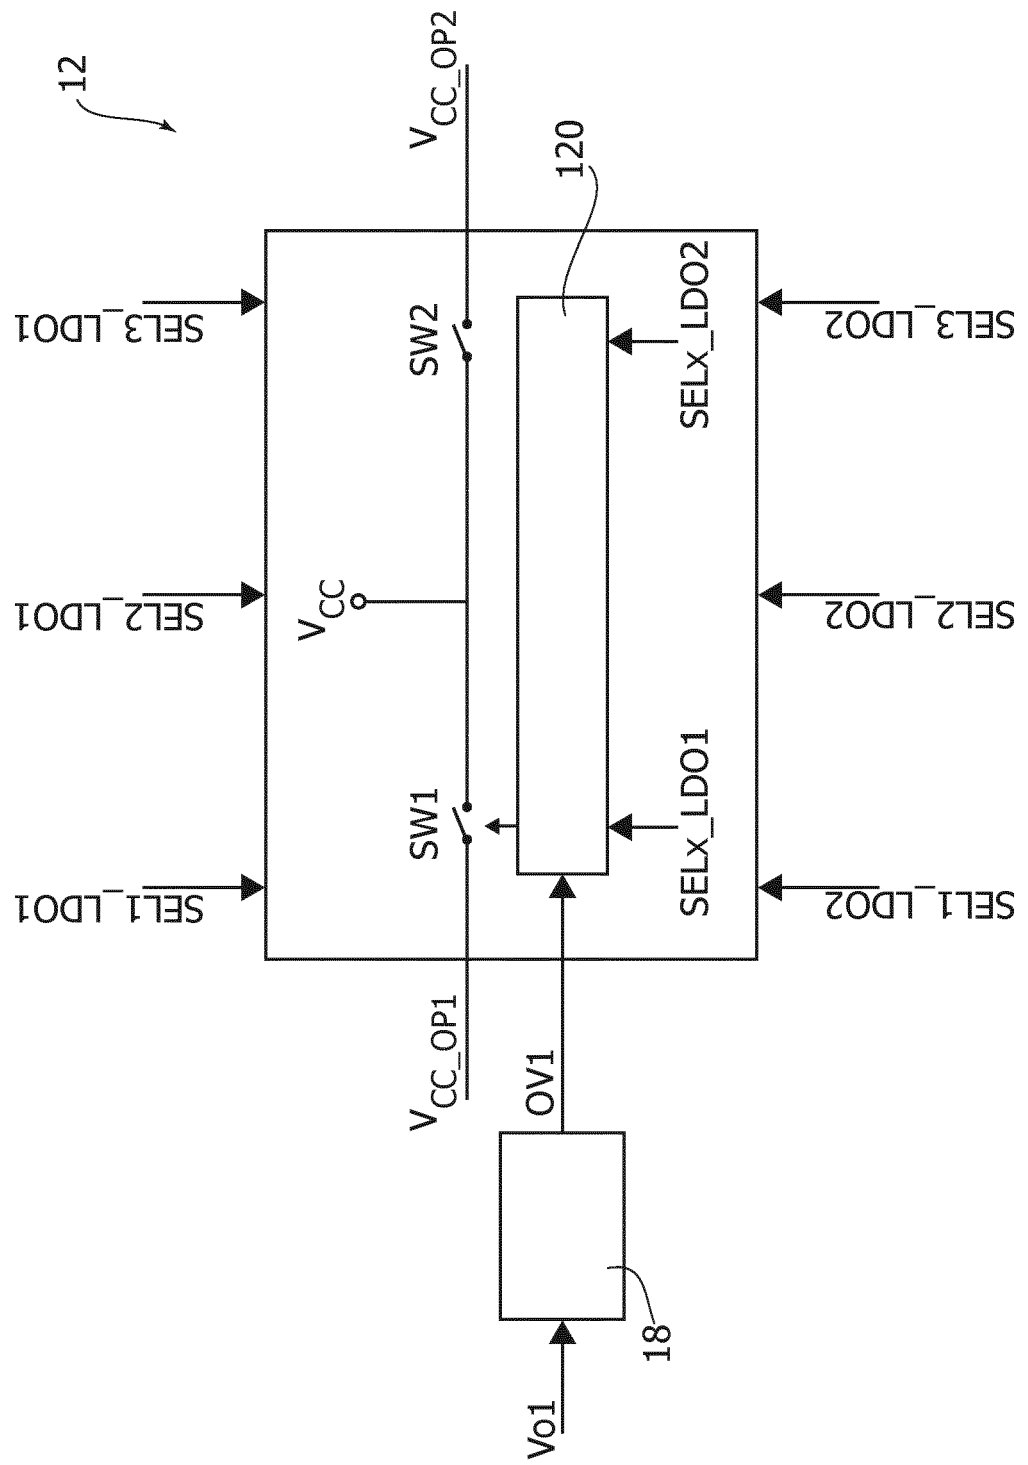 12
SEL1_LDO1
SEL2_LDO1
SEL3_LDO1
VCC_OP1
SW1
VCC
SW2
VCC_OP2
Vo1
18
OV1
120
SELx_LDO1
SELx_LDO2
SEL1_LDO2
SEL2_LDO2
SEL3_LDO2